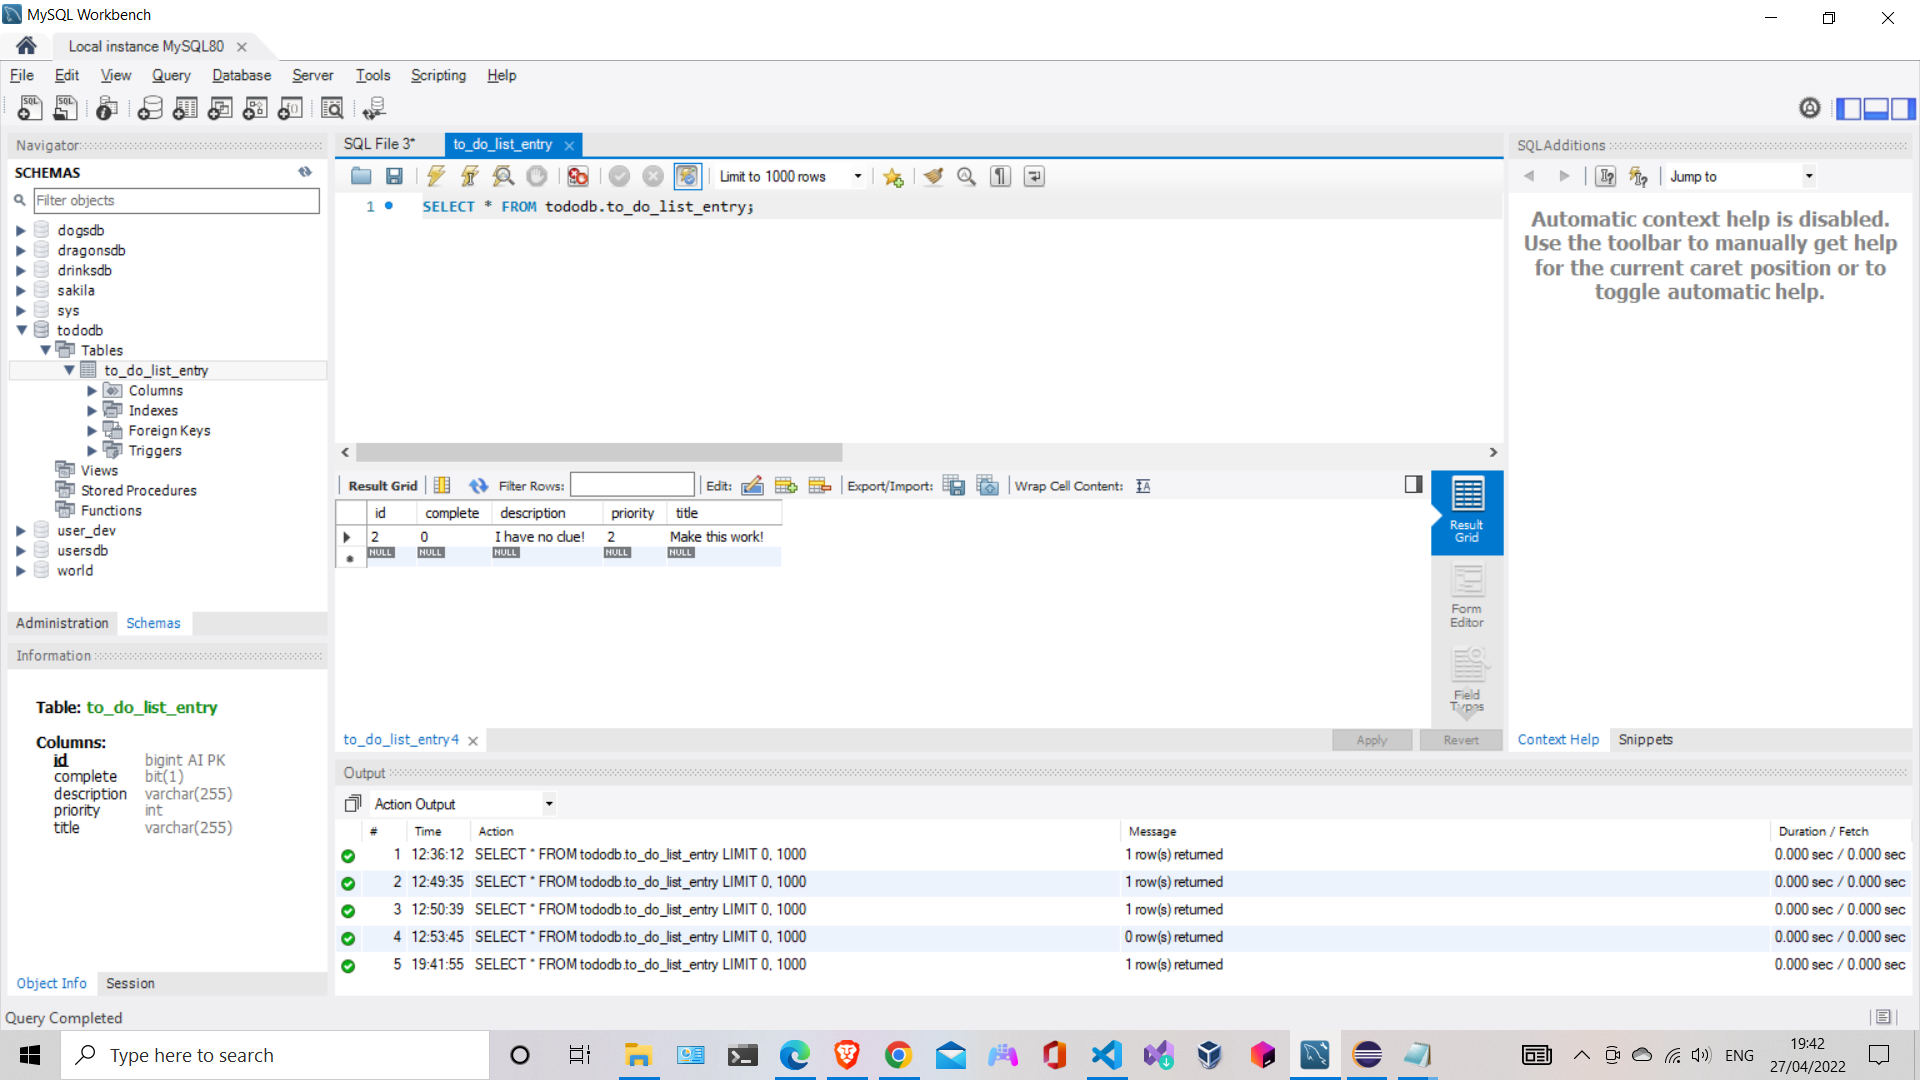 MySQL Workbench
Local instance MySQL80
File Edit View Query Database Server Tools Scripting Help
Navigator
SCHEMAS
Filter objects
dogsdb
dragonsdb
drinksdb
sakila
sys
tododb
Tables
to_do_list_entry
Columns
Indexes
Foreign Keys
Triggers
Views
Stored Procedures
Functions
user_dev
usersdb
world
Administration Schemas
Information
Table: to_do_list_entry
Columns:
id bigint AI PK
complete bit(1)
description varchar(255)
priority int
title varchar(255)
Object Info Session
SQL File 3* to_do_list_entry
Limit to 1000 rows
1 SELECT * FROM tododb.to_do_list_entry;
Result Grid Filter Rows: Edit: Export/Import: Wrap Cell Content:
id complete description priority title
2 0 I have no clue! 2 Make this work!
NULL NULL NULL NULL NULL
Result
Grid
Form
Editor
Field
Types
to_do_list_entry 4
Apply Revert
SQLAdditions
Jump to
Automatic context help is disabled.
Use the toolbar to manually get help
for the current caret position or to
toggle automatic help.
Context Help Snippets
Output
Action Output
# Time Action Message Duration / Fetch
1 12:36:12 SELECT * FROM tododb.to_do_list_entry LIMIT 0, 1000 1 row(s) returned 0.000 sec / 0.000 sec
2 12:49:35 SELECT * FROM tododb.to_do_list_entry LIMIT 0, 1000 1 row(s) returned 0.000 sec / 0.000 sec
3 12:50:39 SELECT * FROM tododb.to_do_list_entry LIMIT 0, 1000 1 row(s) returned 0.000 sec / 0.000 sec
4 12:53:45 SELECT * FROM tododb.to_do_list_entry LIMIT 0, 1000 0 row(s) returned 0.000 sec / 0.000 sec
5 19:41:55 SELECT * FROM tododb.to_do_list_entry LIMIT 0, 1000 1 row(s) returned 0.000 sec / 0.000 sec
Query Completed
Type here to search
ENG
19:42
27/04/2022